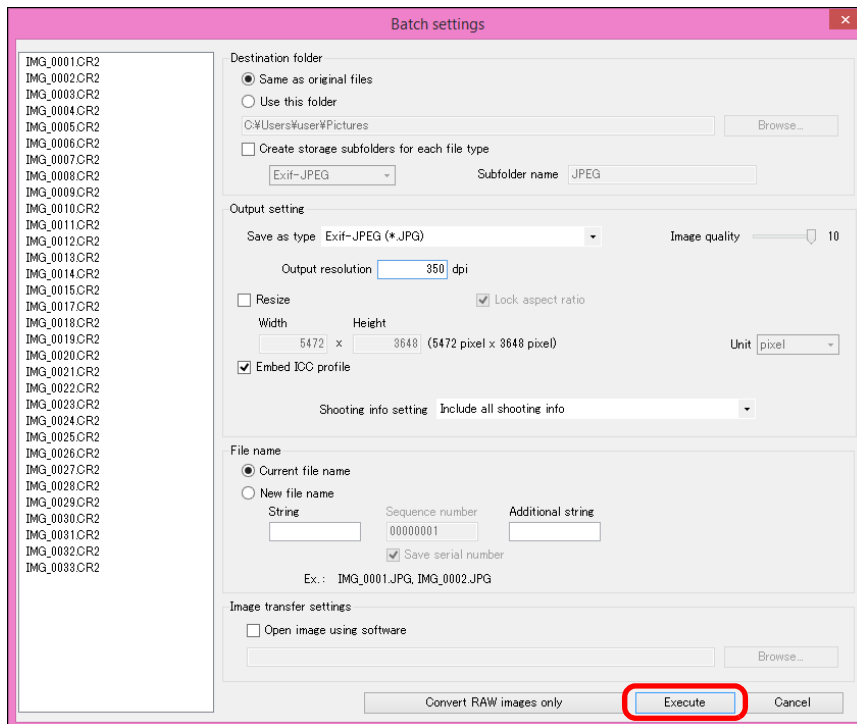 Batch settings
IMG_0001.CR2
IMG_0002.CR2
IMG_0003.CR2
IMG_0004.CR2
IMG_0005.CR2
IMG_0006.CR2
IMG_0007.CR2
IMG_0008.CR2
IMG_0009.CR2
IMG_0010.CR2
IMG_0011.CR2
IMG_0012.CR2
IMG_0013.CR2
IMG_0014.CR2
IMG_0015.CR2
IMG_0017.CR2
IMG_0018.CR2
IMG_0019.CR2
IMG_0020.CR2
IMG_0021.CR2
IMG_0022.CR2
IMG_0023.CR2
IMG_0024.CR2
IMG_0025.CR2
IMG_0026.CR2
IMG_0027.CR2
IMG_0028.CR2
IMG_0029.CR2
IMG_0030.CR2
IMG_0031.CR2
IMG_0032.CR2
IMG_0033.CR2
Destination folder
Same as original files
Use this folder
C:¥Users¥user¥Pictures Browse...
Create storage subfolders for each file type
Exif-JPEG Subfolder name JPEG
Output setting
Save as type Exif-JPEG (*.JPG) Image quality 10
Output resolution 350 dpi
Resize Lock aspect ratio
Width Height
5472 x 3648 (5472 pixel x 3648 pixel) Unit pixel
Embed ICC profile
Shooting info setting Include all shooting info
File name
Current file name
New file name
String Sequence number Additional string
00000001
Save serial number
Ex.: IMG_0001.JPG, IMG_0002.JPG
Image transfer settings
Open image using software
Browse...
Convert RAW images only Execute Cancel